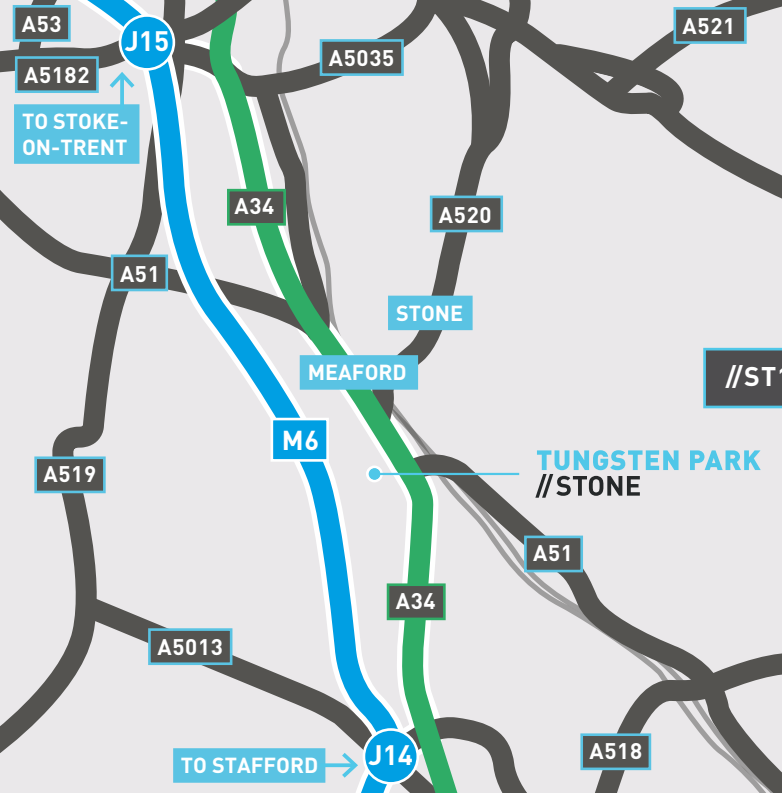 A53
J15
A521
A5182
A5035
TO STOKE-
ON-TRENT
A34
A520
A51
STONE
MEAFORD
//ST
M6
TUNGSTEN PARK
//STONE
A519
A51
A34
A5013
A518
TO STAFFORD
J14